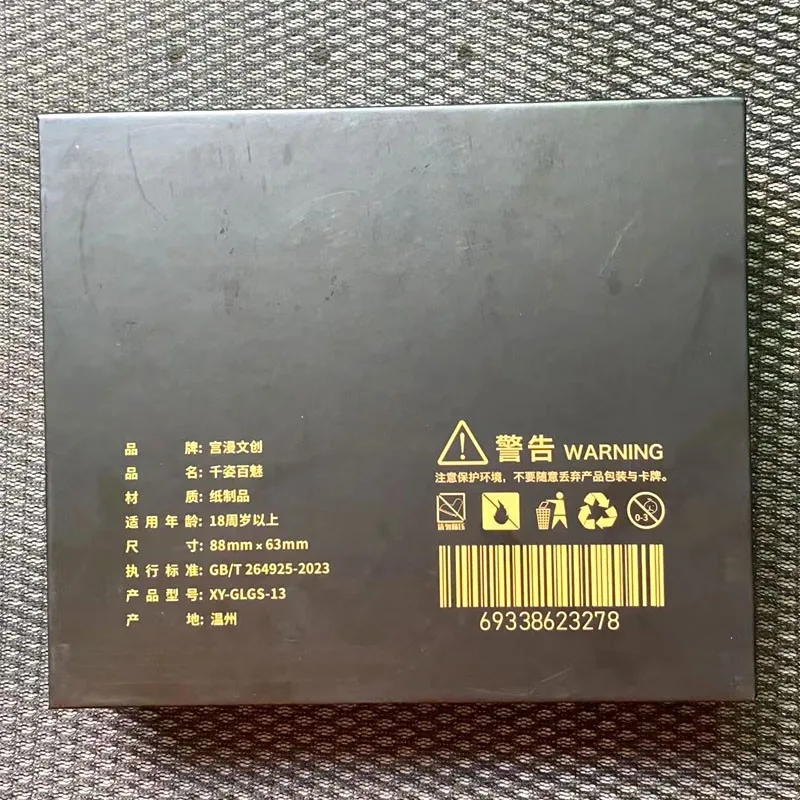 品牌: 宫漫文创
品名: 千姿百魅
材质: 纸制品
适用年龄: 18周岁以上
尺寸: 88mm×63mm
执行标准: GB/T 264925-2023
产品型号: XY-GLGS-13
产地: 温州
警告 WARNING
注意保护环境,不要随意丢弃产品包装与卡牌。
0-3
69338623278